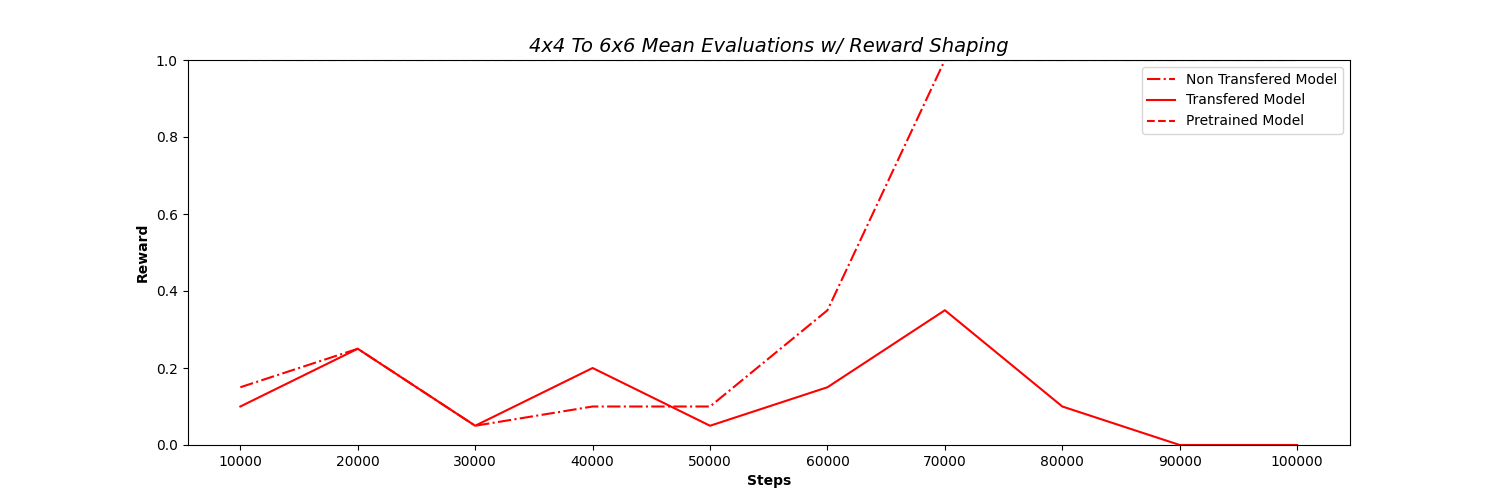 4x4 To 6x6 Mean Evaluations w/ Reward Shaping
1.0
0.8
0.6
0.4
0.2
0.0
Reward
Non Transfered Model
Transfered Model
Pretrained Model
10000 20000 30000 40000 50000 60000 70000 80000 90000 100000
Steps